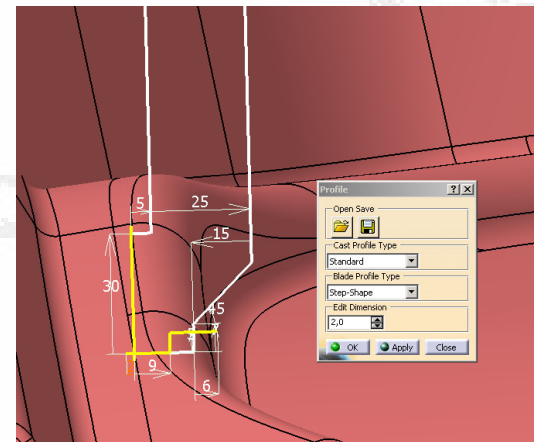 5
25
15
30
45
9
6
Profile
Open Save
Cast Profile Type
Standard
Blade Profile Type
Step-Shape
Edit Dimension
2,0
OK Apply Close